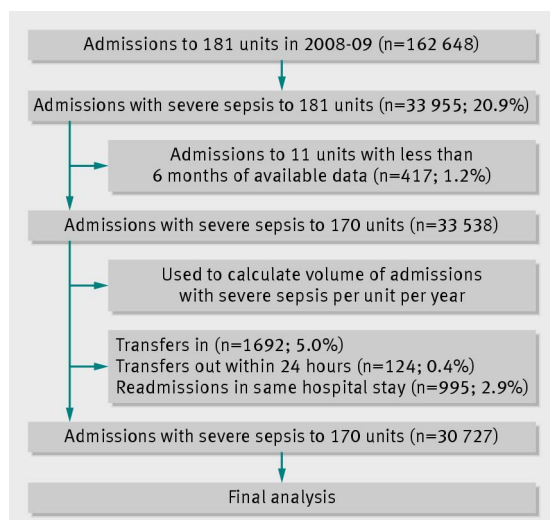 Admissions to 181 units in 2008-09 (n=162 648)
Admissions with severe sepsis to 181 units (n=33 955; 20.9%)
Admissions to 11 units with less than
6 months of available data (n=417; 1.2%)
Admissions with severe sepsis to 170 units (n=33 538)
Used to calculate volume of admissions
with severe sepsis per unit per year
Transfers in (n=1692; 5.0%)
Transfers out within 24 hours (n=124; 0.4%)
Readmissions in same hospital stay (n=995; 2.9%)
Admissions with severe sepsis to 170 units (n=30 727)
Final analysis